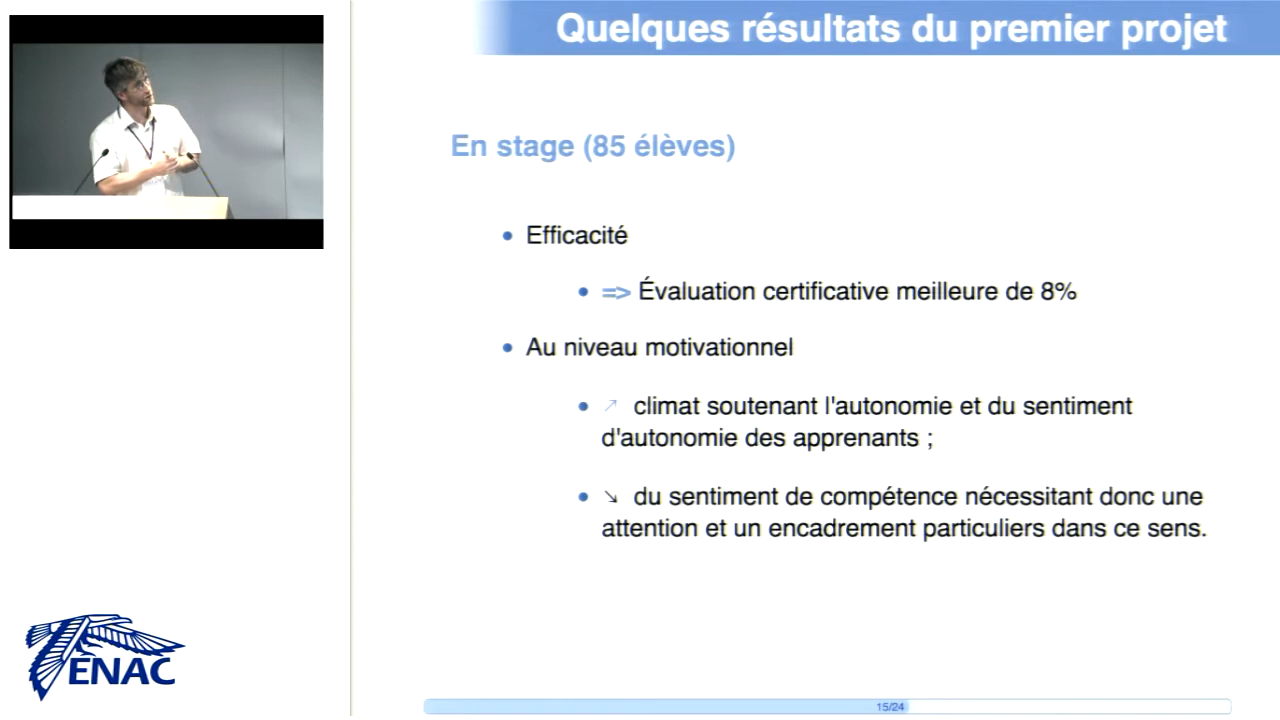 Quelques résultats du premier projet
En stage (85 élèves)
• Efficacité
• => Évaluation certificative meilleure de 8%
• Au niveau motivationnel
• ↗ climat soutenant l'autonomie et du sentiment
d'autonomie des apprenants ;
• ↘ du sentiment de compétence nécessitant donc une
attention et un encadrement particuliers dans ce sens.
ENAC
15/24